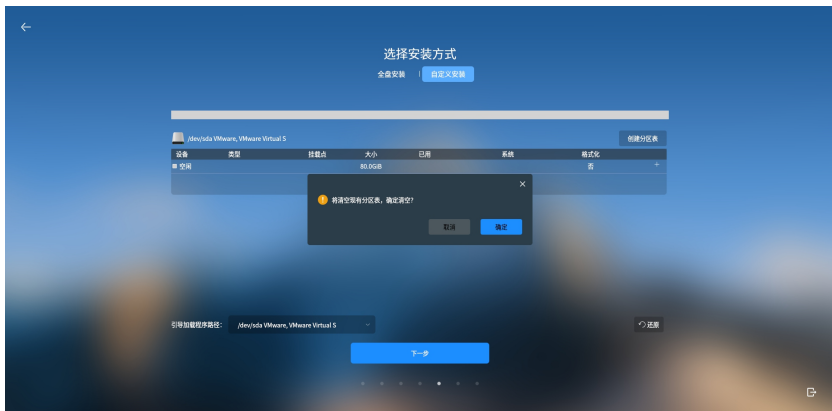 选择安装方式
全盘安装 自定义安装
/dev/sda VMware, VMware Virtual S 创建分区表
设备 类型 挂载点 大小 已用 系统 格式化
空闲 80.0GiB 否 +
将清空现有分区表，确定清空?
取消 确定
引导加载程序路径: /dev/sda VMware, VMware Virtual S 还原
下一步